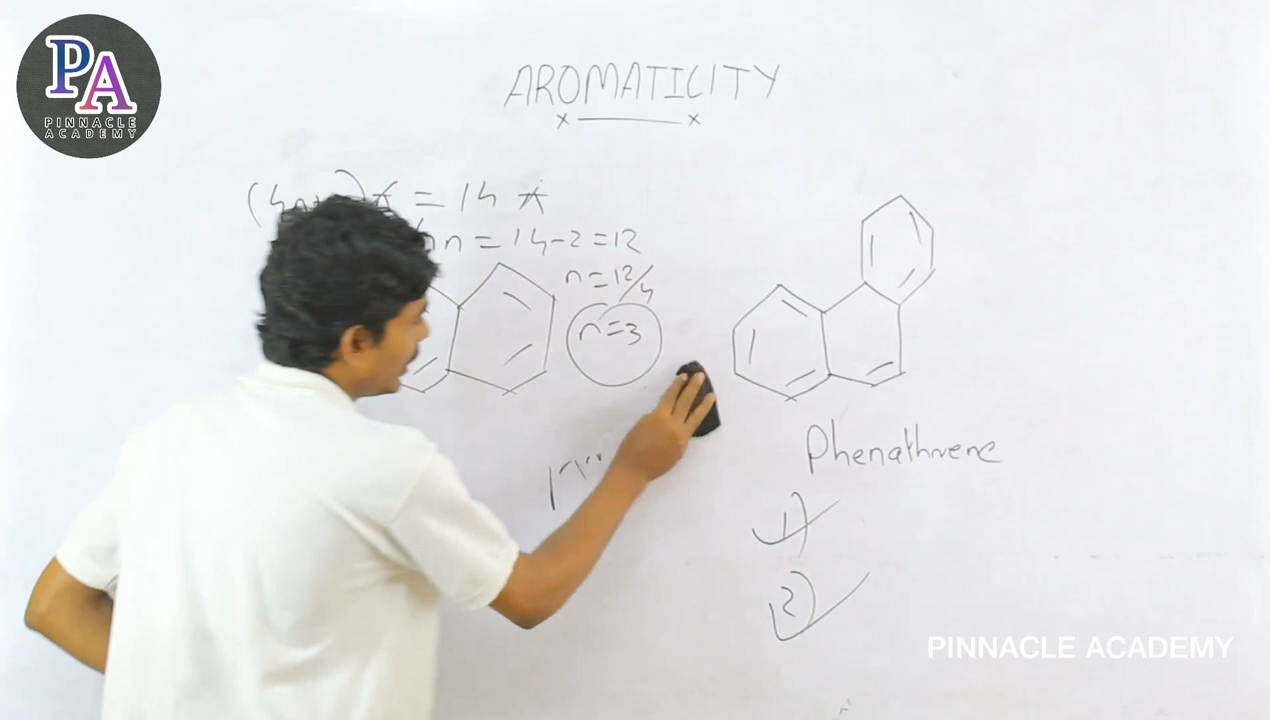 PA
PINNACLE
ACADEMY
AROMATICITY
x x
= 14 π
n = 14-2 = 12
n = 12/4
n = 3
Phenathrene
1)
2)
PINNACLE ACADEMY